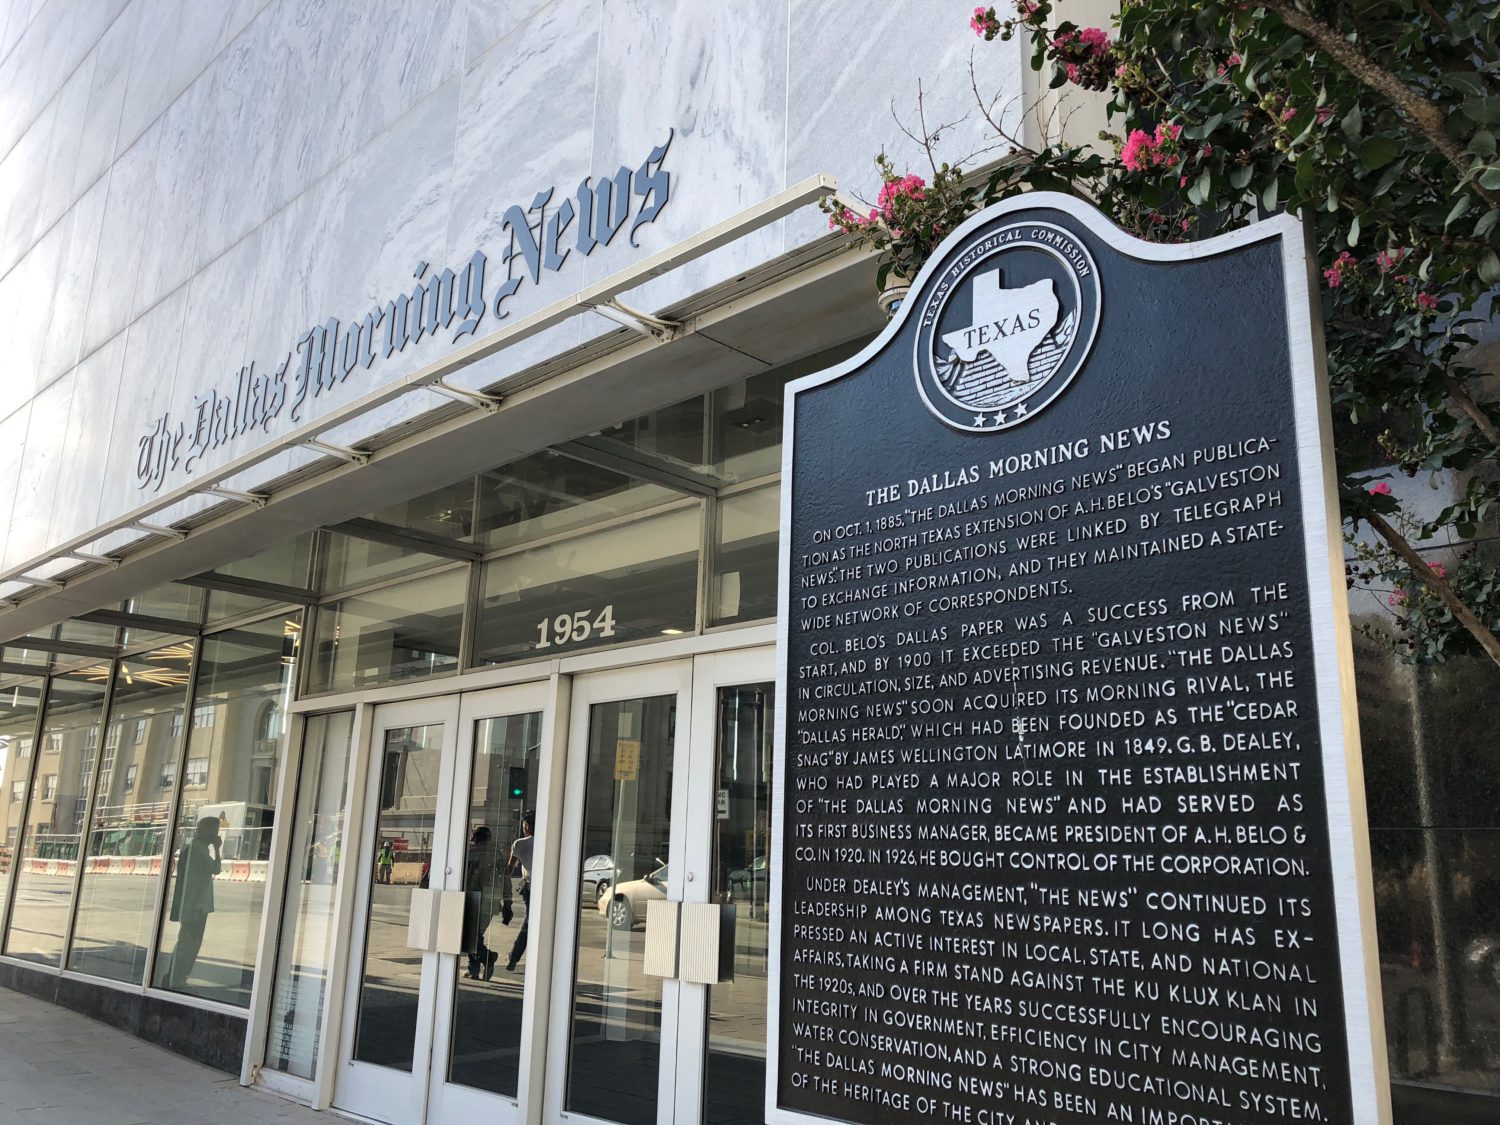 The Dallas Morning News
1954
TEXAS HISTORICAL COMMISSION
TEXAS
THE DALLAS MORNING NEWS
ON OCT. 1, 1885, "THE DALLAS MORNING NEWS" BEGAN PUBLICA-
TION AS THE NORTH TEXAS EXTENSION OF A.H. BELO'S "GALVESTON
NEWS". THE TWO PUBLICATIONS WERE LINKED BY TELEGRAPH
TO EXCHANGE INFORMATION, AND THEY MAINTAINED A STATE-
WIDE NETWORK OF CORRESPONDENTS.
COL. BELO'S DALLAS PAPER WAS A SUCCESS FROM THE
START, AND BY 1900 IT EXCEEDED THE "GALVESTON NEWS"
IN CIRCULATION, SIZE, AND ADVERTISING REVENUE. "THE DALLAS
MORNING NEWS" SOON ACQUIRED ITS MORNING RIVAL, THE
"DALLAS HERALD," WHICH HAD BEEN FOUNDED AS THE "CEDAR
SNAG" BY JAMES WELLINGTON LATIMORE IN 1849. G.B. DEALEY,
WHO HAD PLAYED A MAJOR ROLE IN THE ESTABLISHMENT
OF "THE DALLAS MORNING NEWS" AND HAD SERVED AS
ITS FIRST BUSINESS MANAGER, BECAME PRESIDENT OF A.H. BELO &
CO. IN 1920. IN 1926, HE BOUGHT CONTROL OF THE CORPORATION.
UNDER DEALEY'S MANAGEMENT, "THE NEWS" CONTINUED ITS
LEADERSHIP AMONG TEXAS NEWSPAPERS. IT LONG HAS EX-
PRESSED AN ACTIVE INTEREST IN LOCAL, STATE, AND NATIONAL
AFFAIRS, TAKING A FIRM STAND AGAINST THE KU KLUX KLAN IN
THE 1920s, AND OVER THE YEARS SUCCESSFULLY ENCOURAGING
INTEGRITY IN GOVERNMENT, EFFICIENCY IN CITY MANAGEMENT,
WATER CONSERVATION, AND A STRONG EDUCATIONAL SYSTEM.
"THE DALLAS MORNING NEWS" HAS BEEN AN
OF THE HERITAGE OF THE CITY